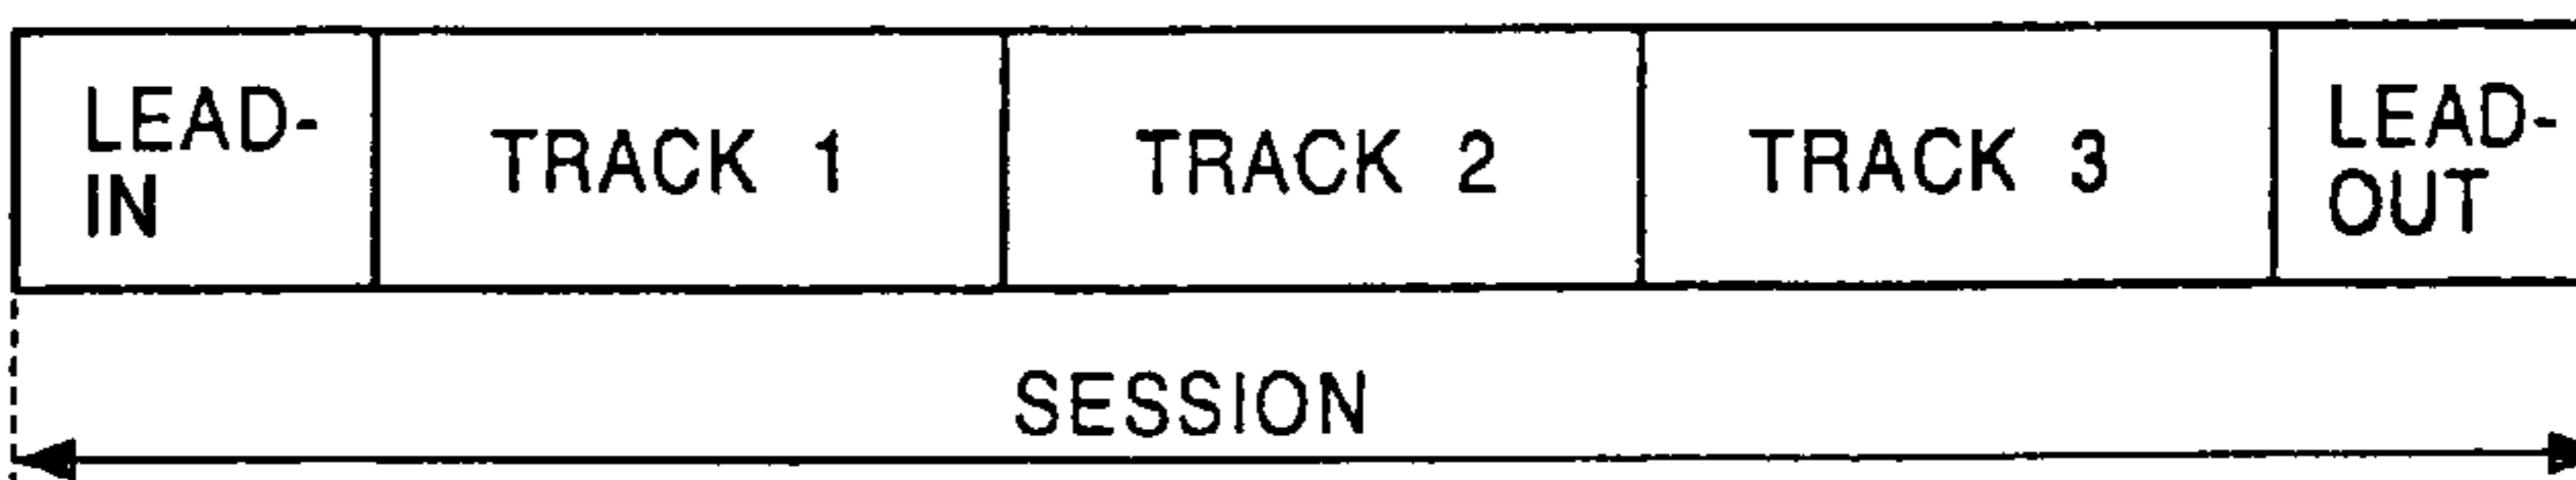 LEAD-
IN
TRACK 1
TRACK 2
TRACK 3
LEAD-
OUT
SESSION